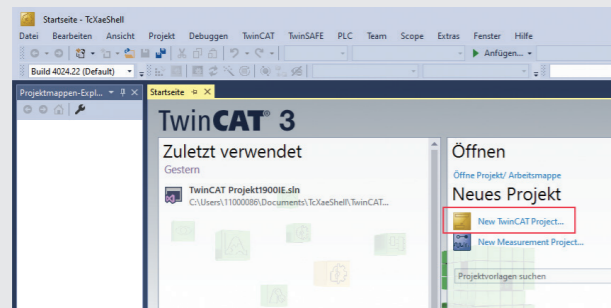 Startseite - TcXaeShell
Datei Bearbeiten Ansicht Projekt Debuggen TwinCAT TwinSAFE PLC Team Scope Extras Fenster Hilfe
Anfügen...
Build 4024.22 (Default)
Projektmappen-Expl...
Startseite
TwinCAT® 3
Zuletzt verwendet
Gestern
TwinCAT Projekt1900IE.sln
C:\Users\11000086\Documents\TcXaeShell\TwinCAT...
Öffnen
Öffne Projekt/ Arbeitsmappe
Neues Projekt
New TwinCAT Project...
New Measurement Project...
Projektvorlagen suchen